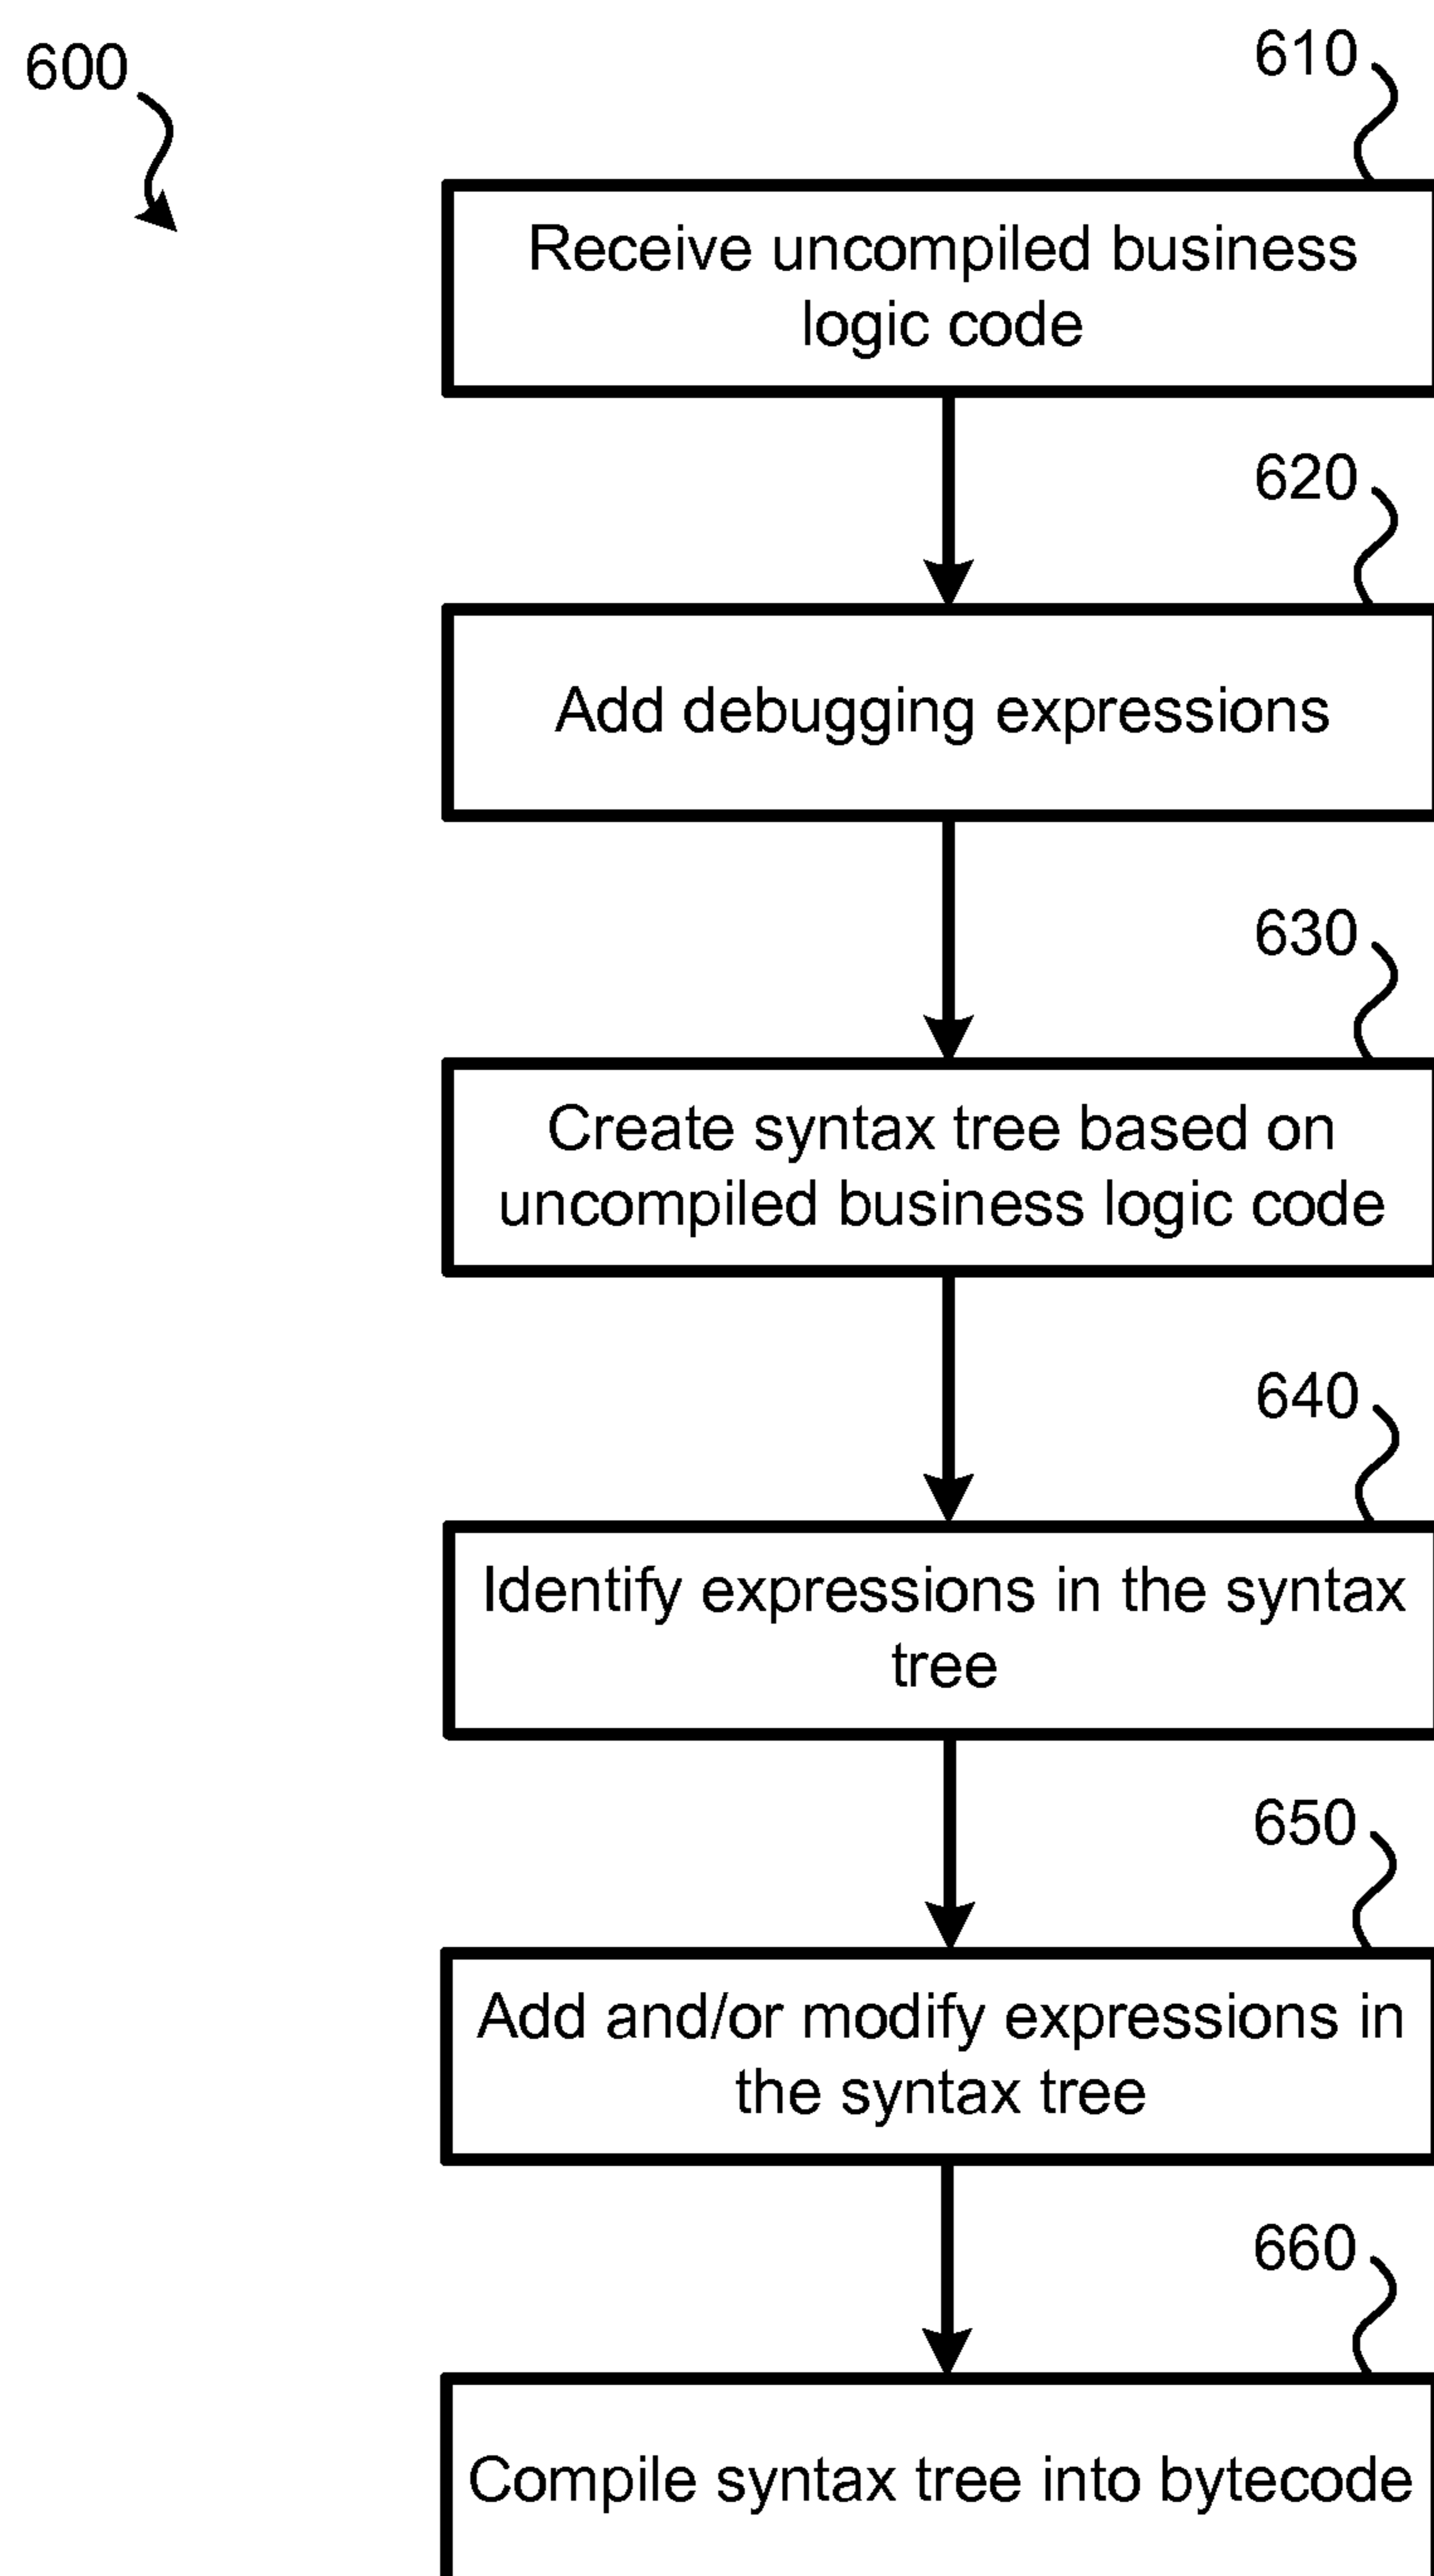 600
610
Receive uncompiled business
logic code
620
Add debugging expressions
630
Create syntax tree based on
uncompiled business logic code
640
Identify expressions in the syntax
tree
650
Add and/or modify expressions in
the syntax tree
660
Compile syntax tree into bytecode